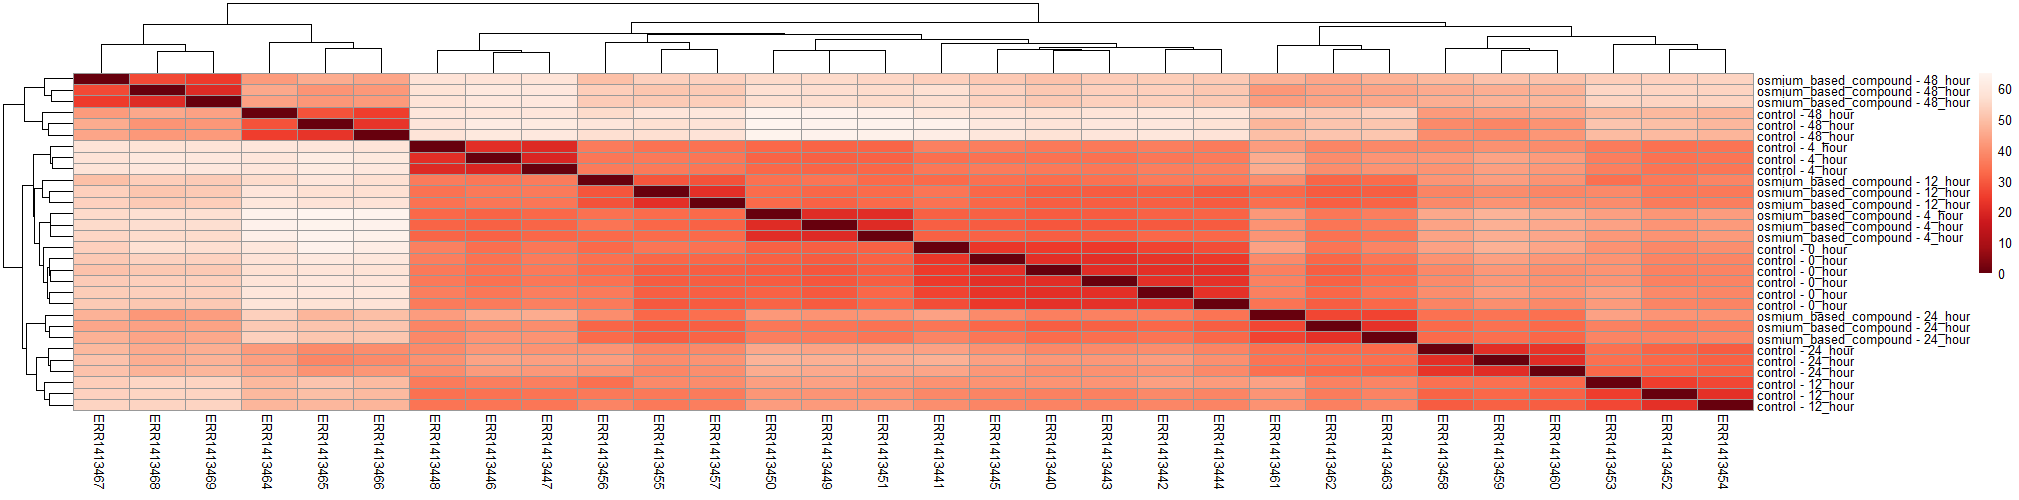 osmium_based_compound - 48_hour
osmium_based_compound - 48_hour
osmium_based_compound - 48_hour
control - 48_hour
control - 48_hour
control - 48_hour
control - 4_hour
control - 4_hour
control - 4_hour
osmium_based_compound - 12_hour
osmium_based_compound - 12_hour
osmium_based_compound - 12_hour
osmium_based_compound - 4_hour
osmium_based_compound - 4_hour
osmium_based_compound - 4_hour
control - 0_hour
control - 0_hour
control - 0_hour
control - 0_hour
control - 0_hour
control - 0_hour
osmium_based_compound - 24_hour
osmium_based_compound - 24_hour
osmium_based_compound - 24_hour
control - 24_hour
control - 24_hour
control - 24_hour
control - 12_hour
control - 12_hour
control - 12_hour
60
50
40
30
20
10
0
ERR1413467
ERR1413468
ERR1413469
ERR1413464
ERR1413465
ERR1413466
ERR1413448
ERR1413446
ERR1413447
ERR1413456
ERR1413455
ERR1413457
ERR1413450
ERR1413449
ERR1413451
ERR1413441
ERR1413445
ERR1413440
ERR1413443
ERR1413442
ERR1413444
ERR1413461
ERR1413462
ERR1413463
ERR1413458
ERR1413459
ERR1413460
ERR1413453
ERR1413452
ERR1413454